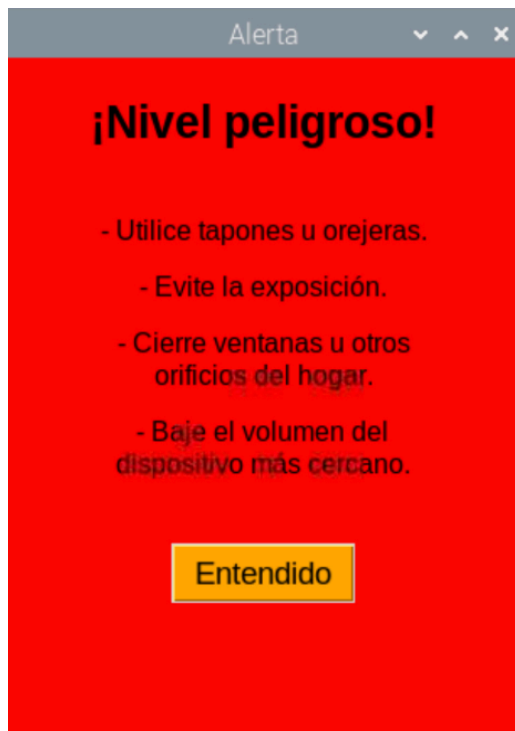 Alerta
¡Nivel peligroso!
- Utilice tapones u orejeras.
- Evite la exposición.
- Cierre ventanas u otros
orificios del hogar.
- Baje el volumen del
dispositivo más cercano.
Entendido